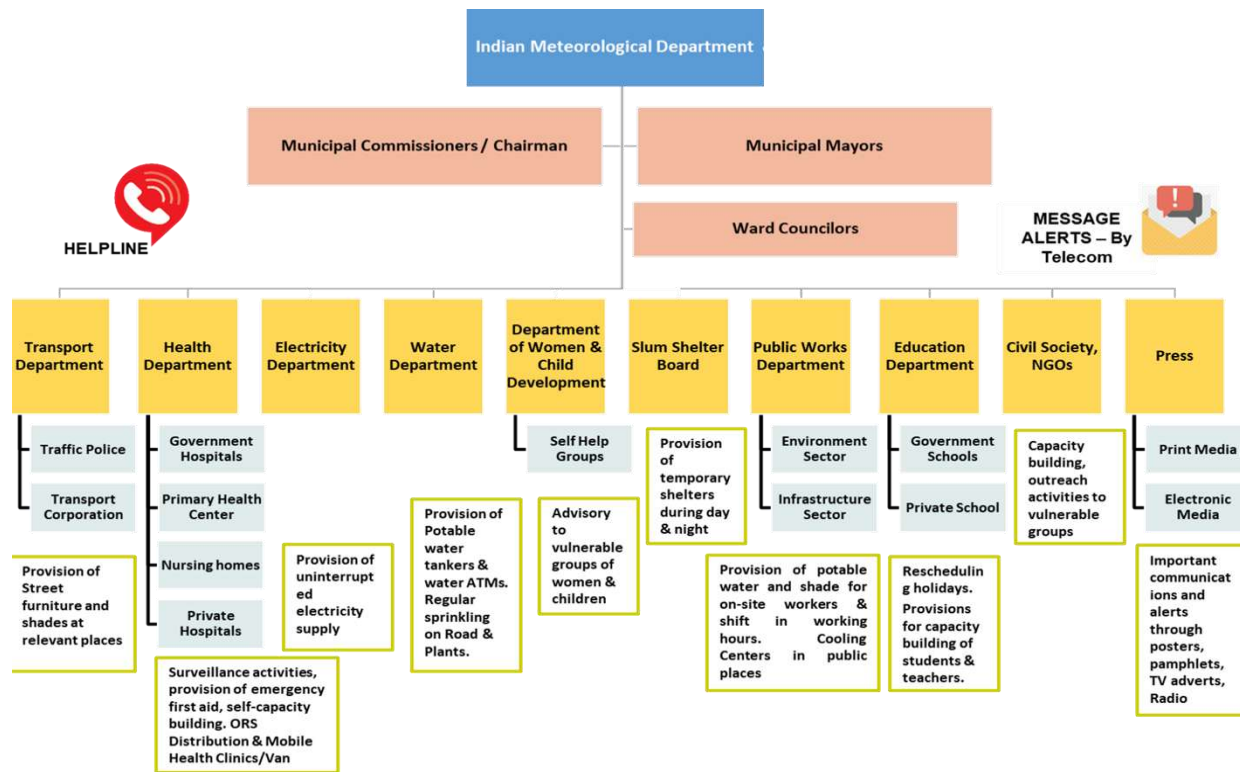 Indian Meteorological Department
Municipal Commissioners / Chairman
Municipal Mayors
Ward Councilors
HELPLINE
MESSAGE
ALERTS – By
Telecom
Transport
Department
Health
Department
Electricity
Department
Water
Department
Department
of Women &
Child
Development
Slum Shelter
Board
Public Works
Department
Education
Department
Civil Society,
NGOs
Press
Traffic Police
Transport
Corporation
Provision of
Street
furniture and
shades at
relevant places
Government
Hospitals
Primary Health
Center
Nursing homes
Private
Hospitals
Surveillance activities,
provision of emergency
first aid, self-capacity
building. ORS
Distribution & Mobile
Health Clinics/Van
Provision of
uninterrupt
ed
electricity
supply
Provision of
Potable
water
tankers &
water ATMs.
Regular
sprinkling
on Road &
Plants.
Self Help
Groups
Advisory
to
vulnerable
groups of
women &
children
Provision
of
temporary
shelters
during day
& night
Environment
Sector
Infrastructure
Sector
Provision of potable
water and shade for
on-site workers &
shift in working
hours. Cooling
Centers in public
places
Government
Schools
Private School
Reschedulin
g holidays.
Provisions
for capacity
building of
students &
teachers.
Capacity
building,
outreach
activities to
vulnerable
groups
Print Media
Electronic
Media
Important
communicat
ions and
alerts
through
posters,
pamphlets,
TV adverts,
Radio